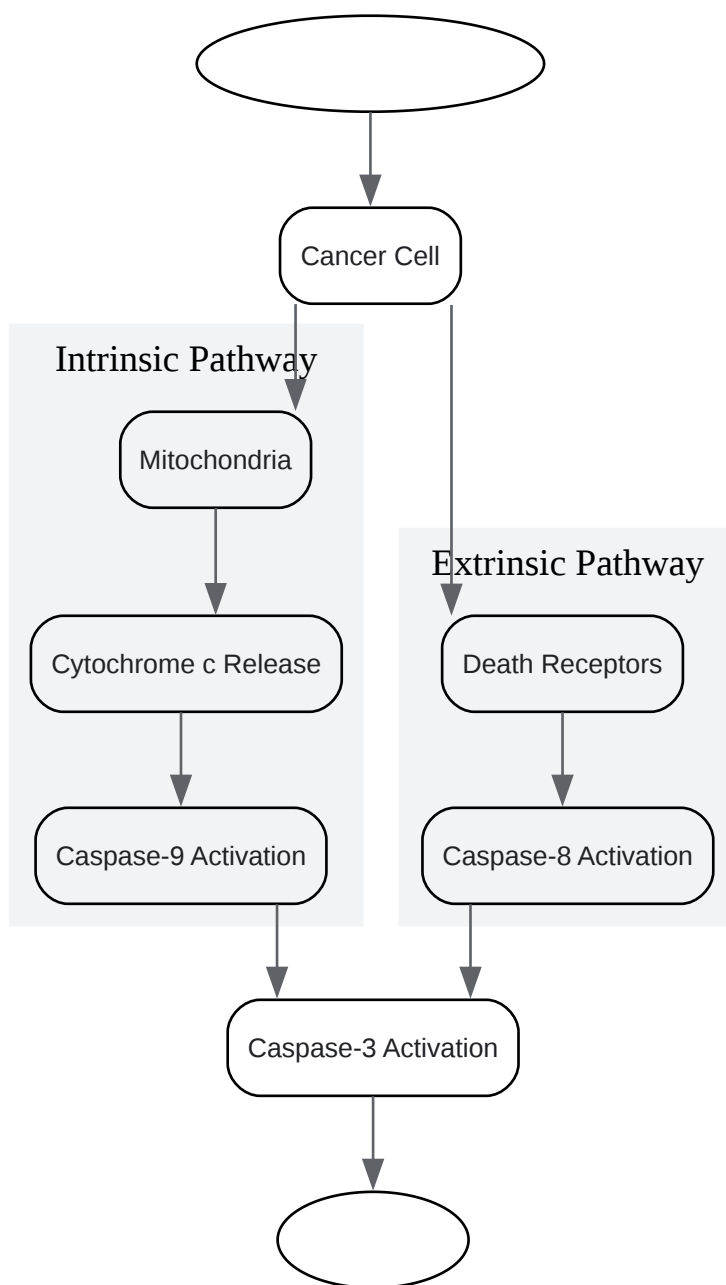 Cancer Cell
Intrinsic Pathway
Mitochondria
Extrinsic Pathway
Cytochrome c Release
Death Receptors
Caspase-9 Activation
Caspase-8 Activation
Caspase-3 Activation